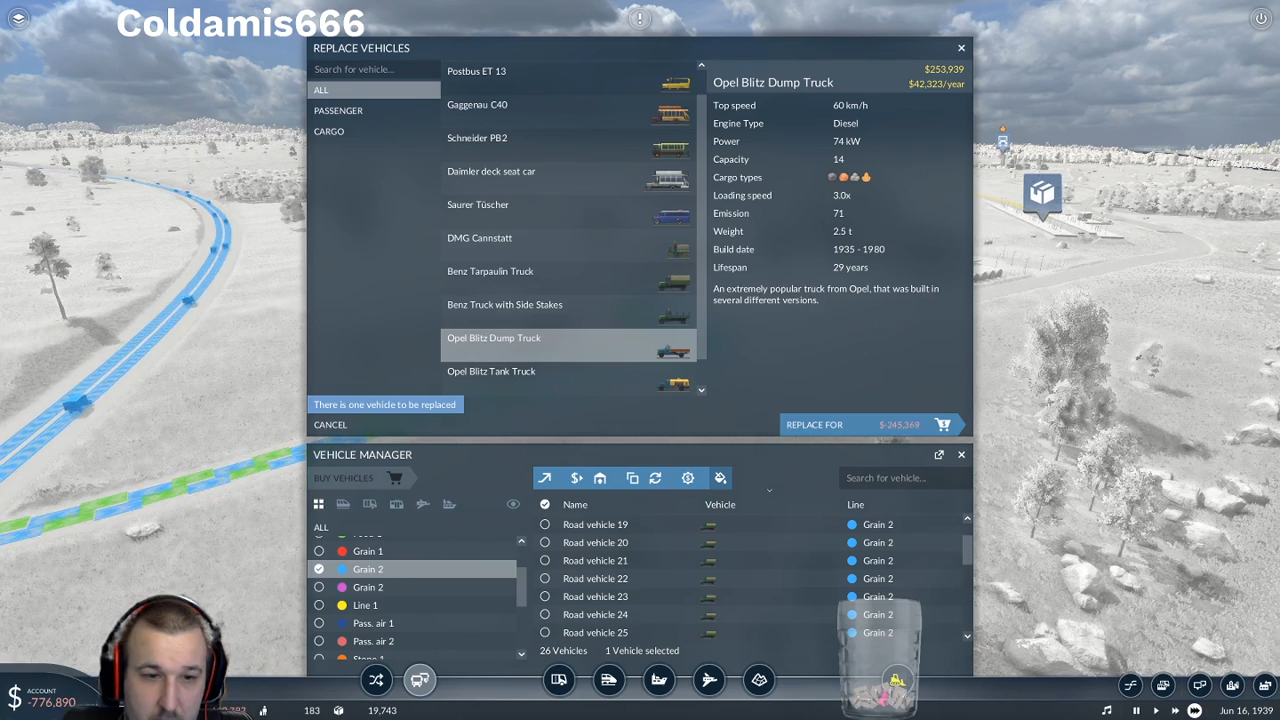 Coldamis666
REPLACE VEHICLES
Search for vehicle...
ALL
PASSENGER
CARGO
Postbus ET 13
Gaggenau C40
Schneider PB2
Daimler deck seat car
Saurer Tüscher
DMG Cannstatt
Benz Tarpaulin Truck
Benz Truck with Side Stakes
Opel Blitz Dump Truck
Opel Blitz Tank Truck
$253,939
Opel Blitz Dump Truck $42,323/year
Top speed 60 km/h
Engine Type Diesel
Power 74 kW
Capacity 14
Cargo types
Loading speed 3.0x
Emission 71
Weight 2.5 t
Build date 1935 - 1980
Lifespan 29 years
An extremely popular truck from Opel, that was built in
several different versions.
There is one vehicle to be replaced
CANCEL
REPLACE FOR $-245,369
VEHICLE MANAGER
BUY VEHICLES
Search for vehicle...
ALL
Grain 1
Grain 2
Grain 2
Line 1
Pass. air 1
Pass. air 2
Name Vehicle Line
Road vehicle 19 Grain 2
Road vehicle 20 Grain 2
Road vehicle 21 Grain 2
Road vehicle 22 Grain 2
Road vehicle 23 Grain 2
Road vehicle 24 Grain 2
Road vehicle 25 Grain 2
26 Vehicles 1 Vehicle selected
$ ACCOUNT
-776,890
183
19,743
Jun 16, 1939